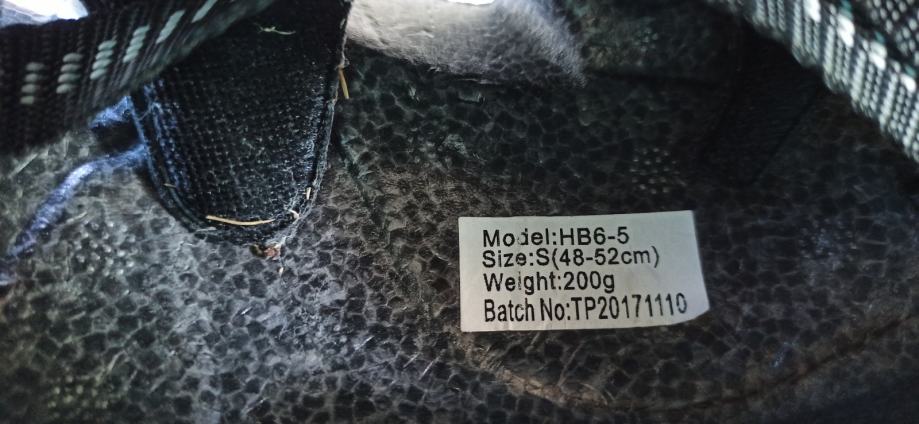 Model:HB6-5
Size:S(48-52cm)
Weight:200g
Batch No:TP20171110